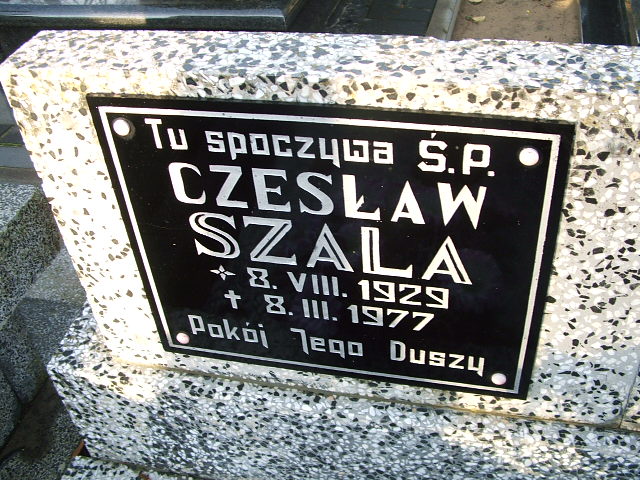 Tu spoczywa Ś.P.
CZESŁAW
SZALA
8. VIII. 1929
✝ 8. III. 1977
Pokój Jego Duszy